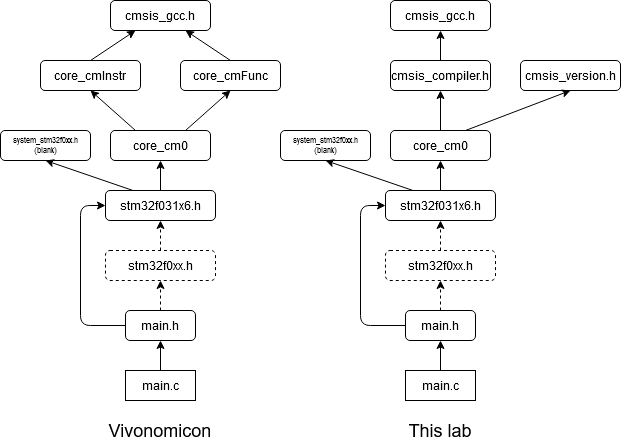 cmsis_gcc.h
cmsis_gcc.h
core_cmInstr
core_cmFunc
cmsis_compiler.h
cmsis_version.h
system_stm32f0xx.h
(blank)
core_cm0
system_stm32f0xx.h
(blank)
core_cm0
stm32f031x6.h
stm32f031x6.h
stm32f0xx.h
stm32f0xx.h
main.h
main.h
main.c
main.c
Vivonomicon
This lab